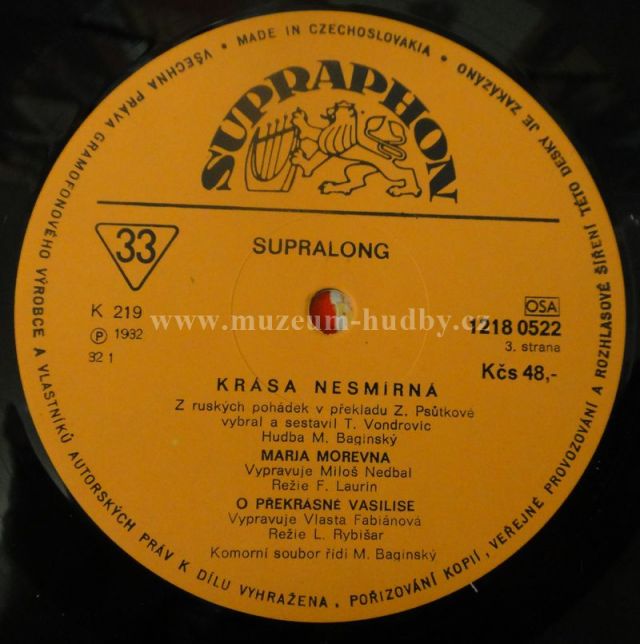 VŠECHNA PRÁVA GRAMOFONOVÉHO VÝROBCE A VLASTNÍKŮ AUTORSKÝCH PRÁV K DÍLU VYHRAŽENA. POŘIZOVÁNÍ KOPIÍ, VEŘEJNÉ PROVOZOVÁNÍ A ROZHLASOVÉ ŠÍŘENÍ TÉTO DESKY JE ZAKÁZÁNO
• MADE IN CZECHOSLOVAKIA •
SUPRAPHON
33
SUPRALONG
K 219
OSA
www.muzeum-hudby.cz
Ⓟ 1982
1218 0522
82 1
3. strana
Kčs 48,-
KRÁSA NESMÍRNÁ
Z ruských pohádek v překladu Z. Psůtkové
vybral a sestavil T. Vondrovic
Hudba M. Baginský
MARJA MOREVNA
Vypravuje Miloš Nedbal
Režie F. Laurin
O PŘEKRÁSNÉ VASILISE
Vypravuje Vlasta Fabiánová
Režie L. Rybišar
Komorní soubor řídí M. Baginský